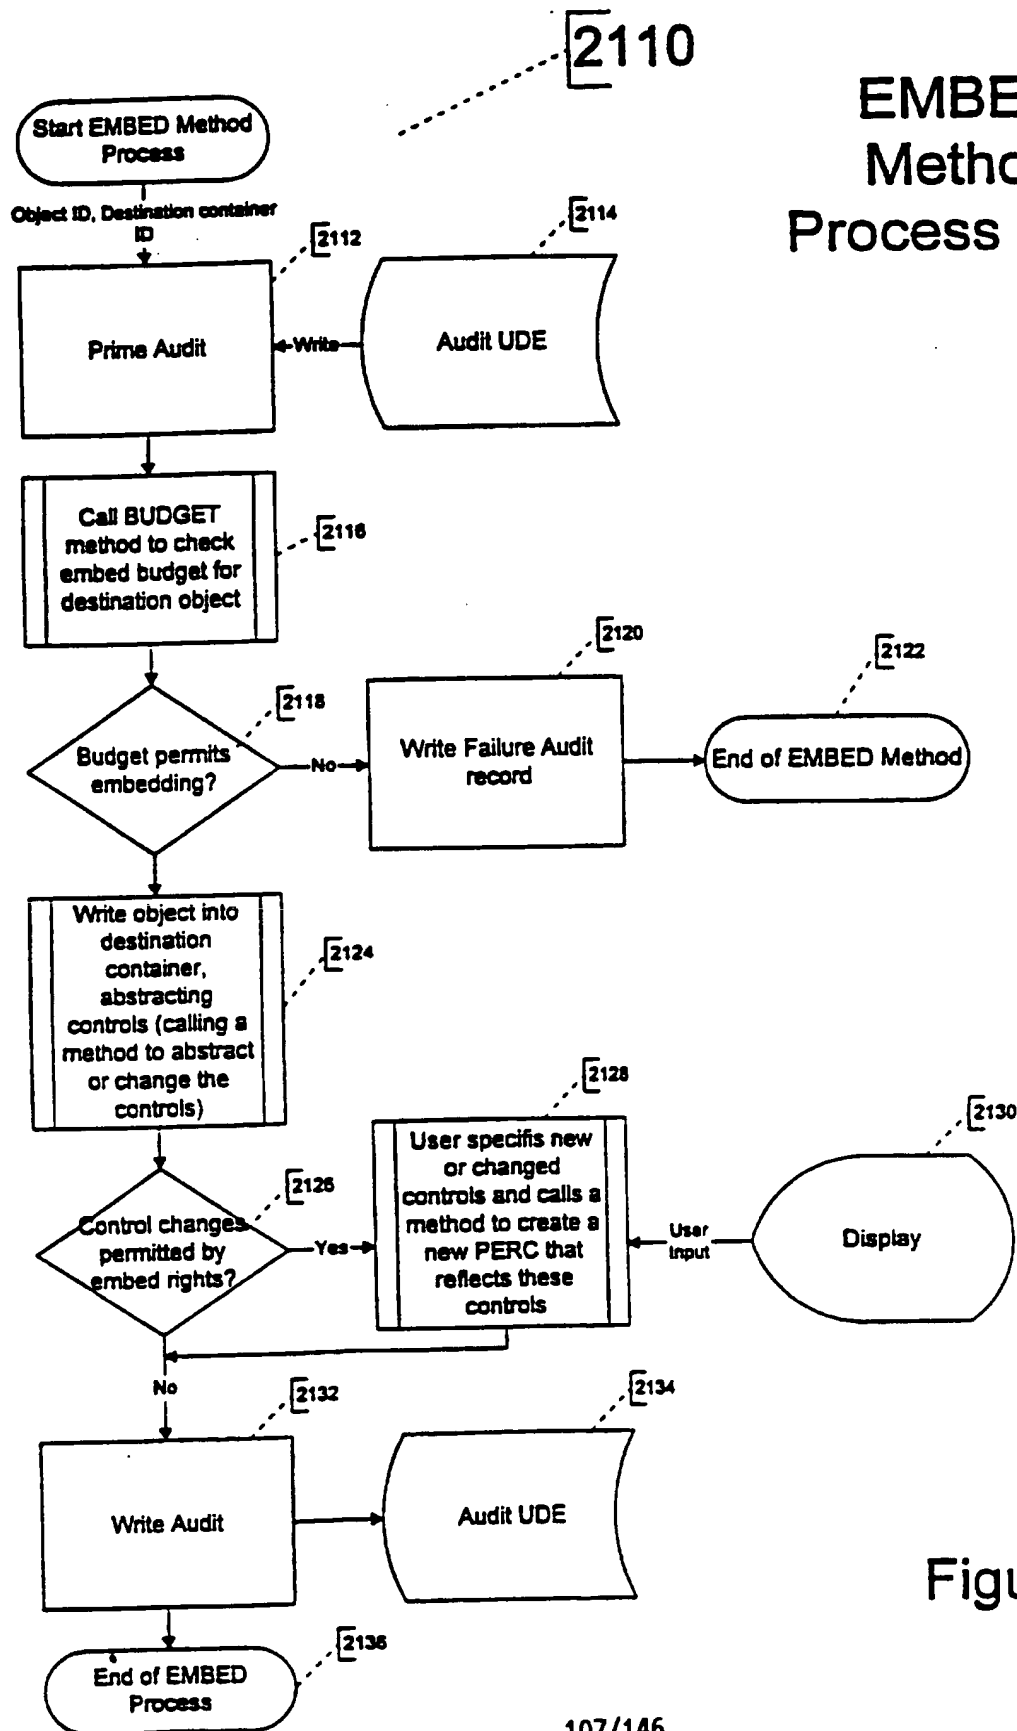 2110
EMBE
Metho
Process
Start EMBED Method
Process
Object ID, Destination container
ID
2112
2114
Prime Audit
Write
Audit UDE
Call BUDGET
method to check
embed budget for
destination object
2116
2118
Budget permits
embedding?
No
2120
Write Failure Audit
record
2122
End of EMBED Method
Write object into
destination
container,
abstracting
controls (calling a
method to abstract
or change the
controls)
2124
2126
Control changes
permitted by
embed rights?
Yes
2128
User specifis new
or changed
controls and calls a
method to create a
new PERC that
reflects these
controls
User
Input
2130
Display
No
2132
Write Audit
2134
Audit UDE
Figu
2136
End of EMBED
Process
107/146